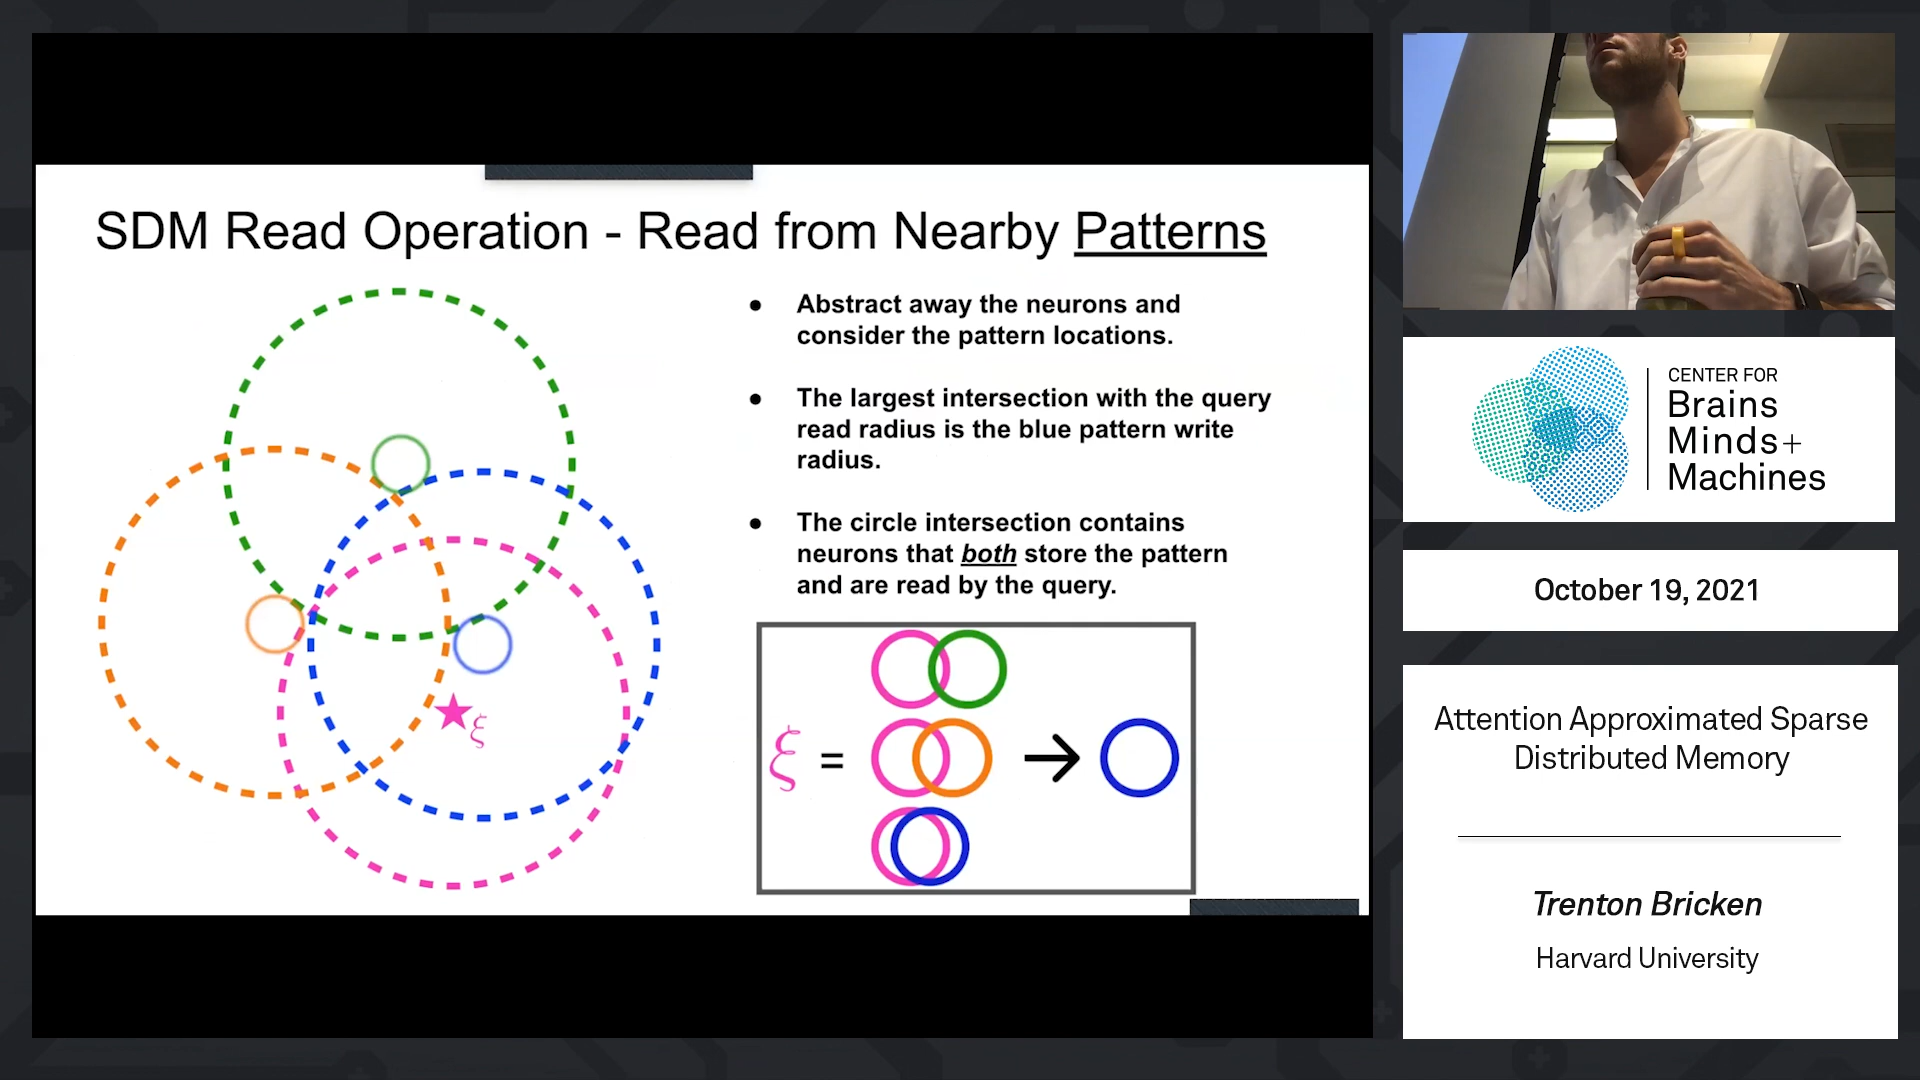 SDM Read Operation - Read from Nearby Patterns
● Abstract away the neurons and
consider the pattern locations.
● The largest intersection with the query
read radius is the blue pattern write
radius.
● The circle intersection contains
neurons that both store the pattern
and are read by the query.
ξ
ξ =
CENTER FOR
Brains
Minds+
Machines
October 19, 2021
Attention Approximated Sparse
Distributed Memory
Trenton Bricken
Harvard University